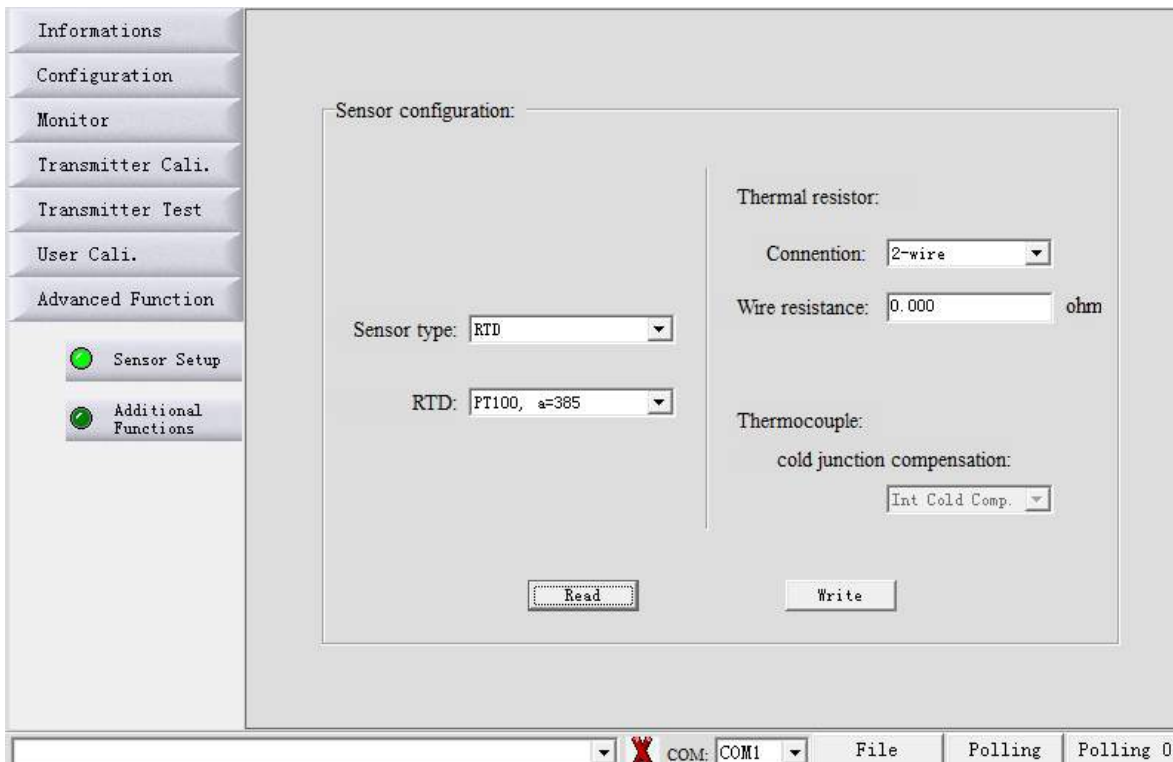 Informations
Configuration
Monitor
Transmitter Cali.
Transmitter Test
User Cali.
Advanced Function
Sensor Setup
Additional
Functions
Sensor configuration:
Sensor type: RTD
RTD: PT100, a=385
Thermal resistor:
Connention: 2-wire
Wire resistance: 0.000 ohm
Thermocouple:
cold junction compensation:
Int Cold Comp.
Read Write
COM: COM1 File Polling Polling 0